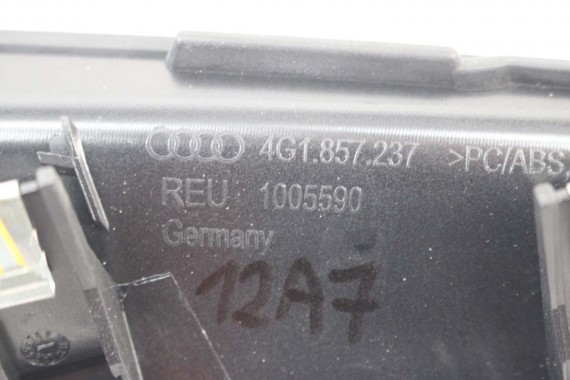 4G1.857.237 >PC/ABS
REU 1005590
Germany
12A7